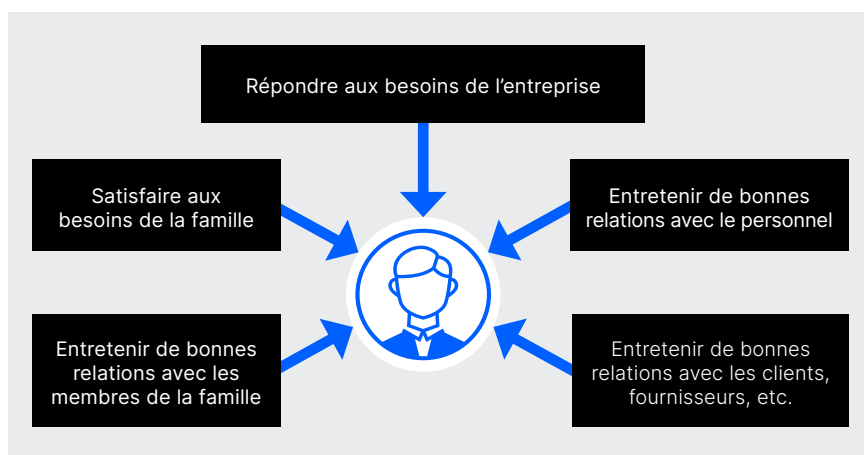 Répondre aux besoins de l’entreprise
Satisfaire aux
besoins de la famille
Entretenir de bonnes
relations avec le personnel
Entretenir de bonnes
relations avec les
membres de la famille
Entretenir de bonnes
relations avec les clients,
fournisseurs, etc.